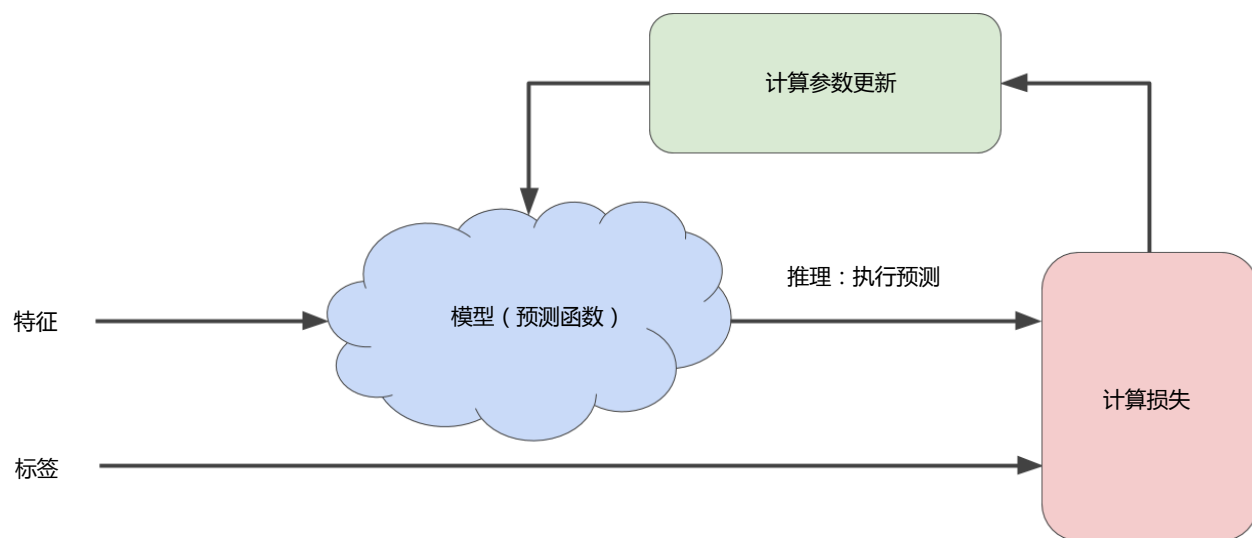 计算参数更新
推理：执行预测
特征
模型（预测函数）
计算损失
标签